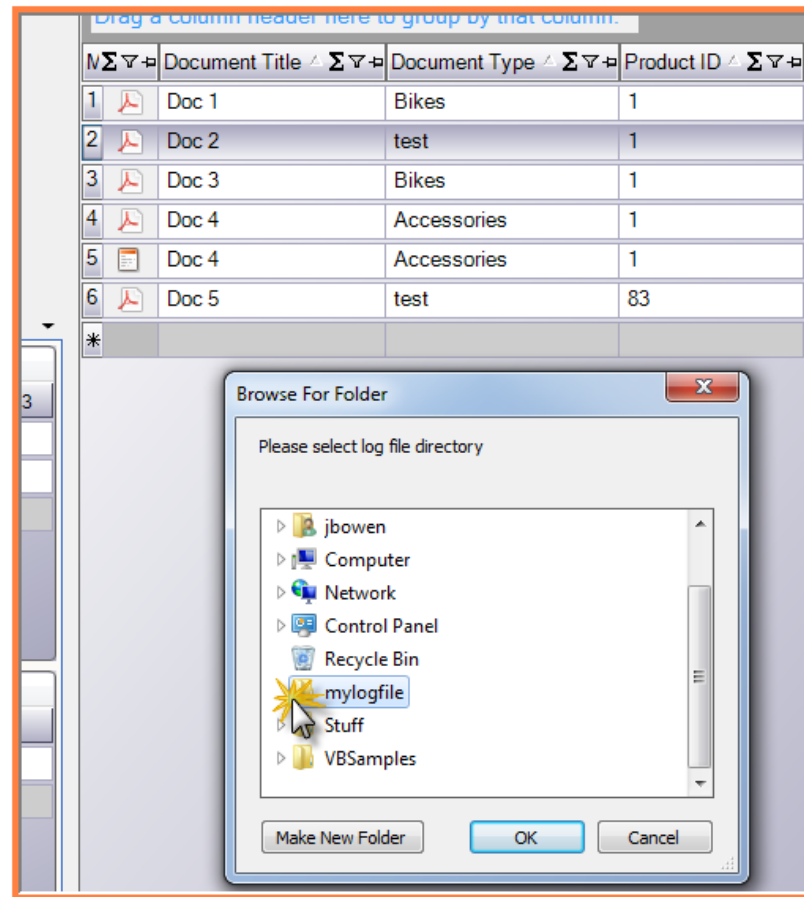 Drag a column header here to group by that column.
Document Title Document Type Product ID
1 Doc 1 Bikes 1
2 Doc 2 test 1
3 Doc 3 Bikes 1
4 Doc 4 Accessories 1
5 Doc 4 Accessories 1
6 Doc 5 test 83
3
Browse For Folder
Please select log file directory
jbowen
Computer
Network
Control Panel
Recycle Bin
mylogfile
Stuff
VBSamples
Make New Folder OK Cancel